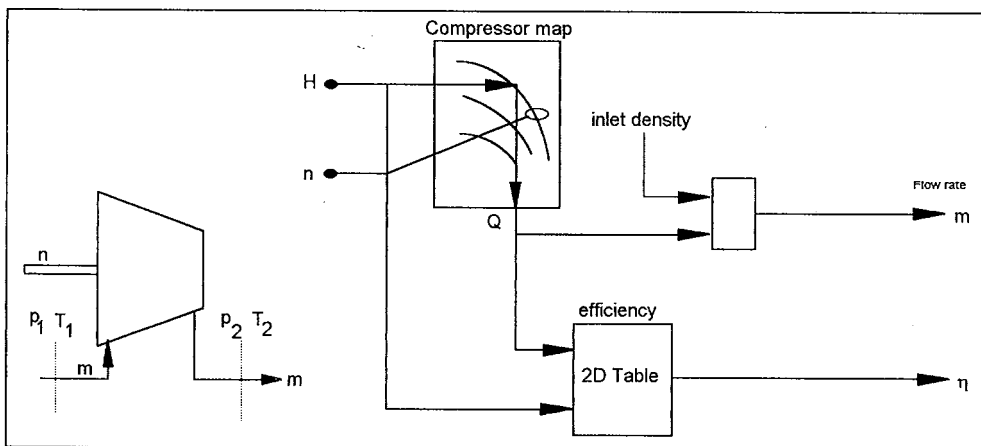 Compressor map
H
n
inlet density
Flow rate
m
Q
n
p1 T1
p2 T2
m
m
efficiency
2D Table
η